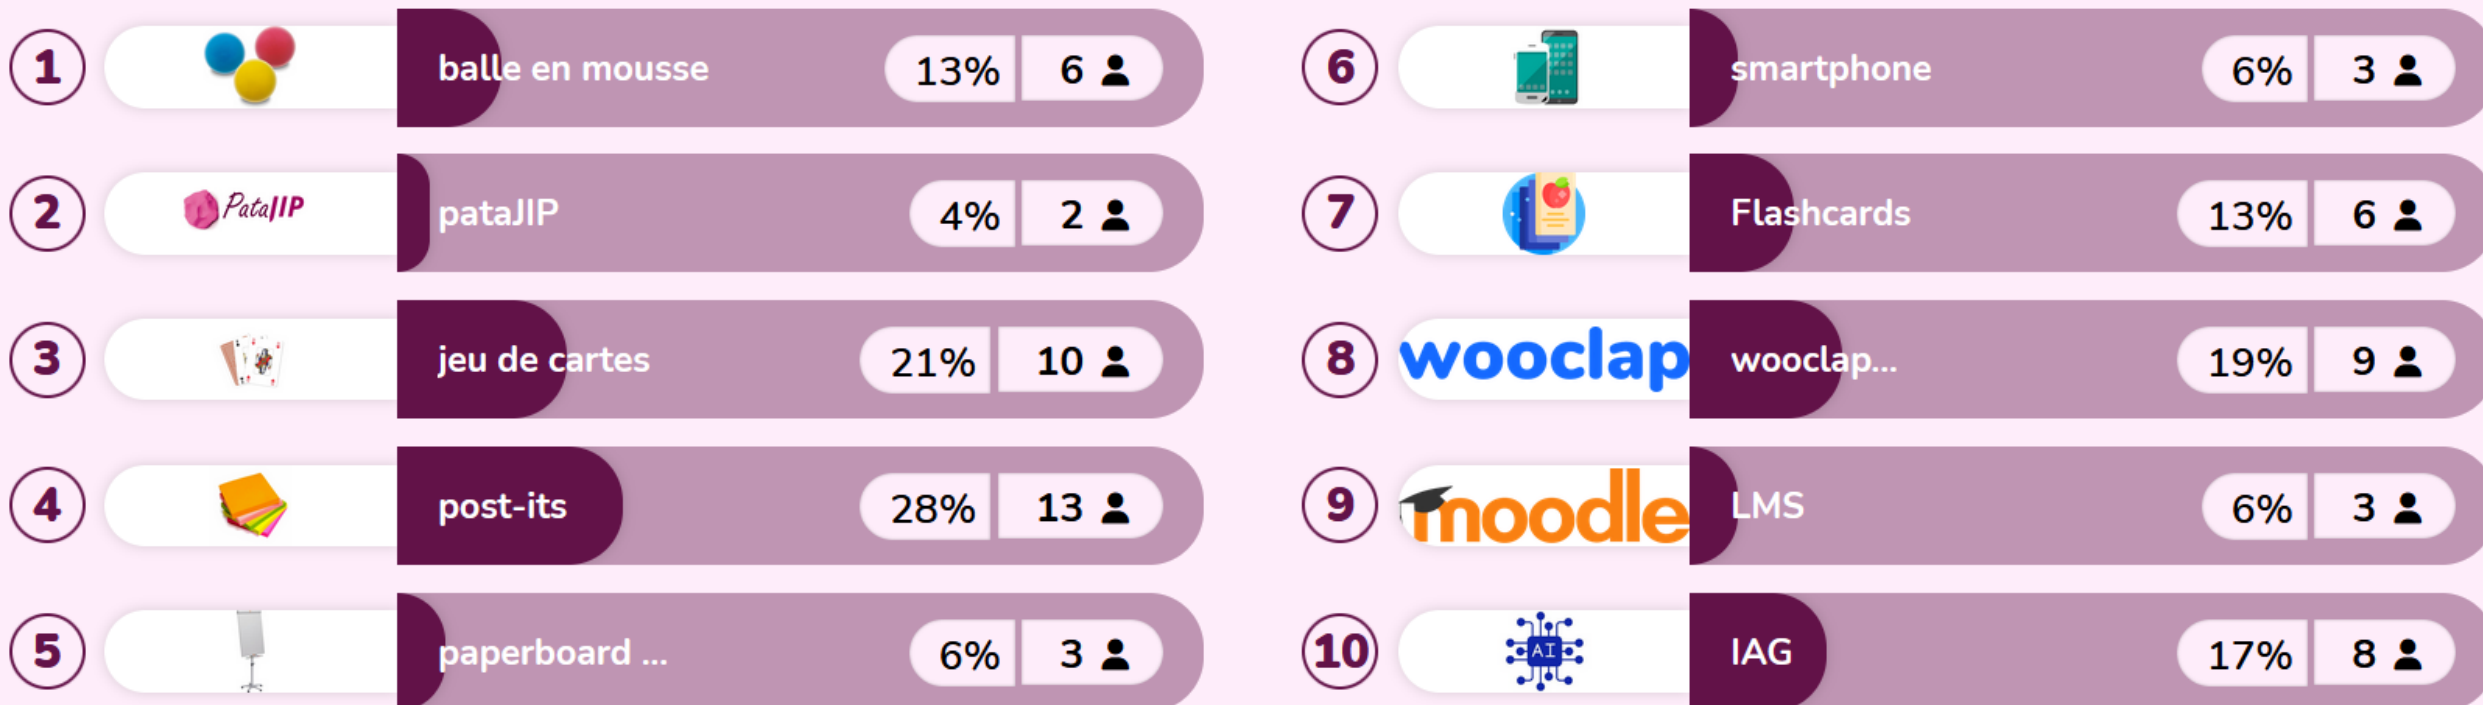 1 balle en mousse 13% 6
2 PataJIP pataJIP 4% 2
3 jeu de cartes 21% 10
4 post-its 28% 13
5 paperboard ... 6% 3
6 smartphone 6% 3
7 Flashcards 13% 6
8 wooclap wooclap... 19% 9
9 moodle LMS 6% 3
10 AI IAG 17% 8